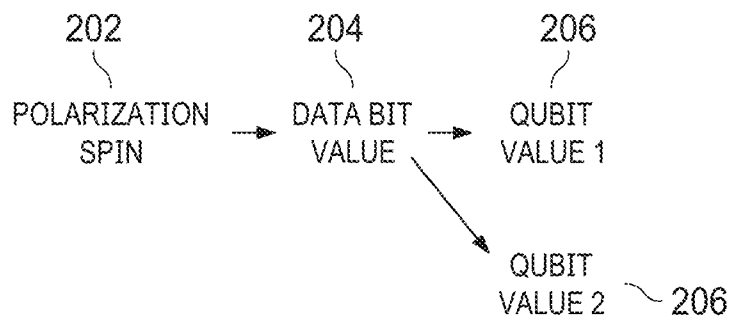 202
204
206
POLARIZATION
SPIN
DATA BIT
VALUE
QUBIT
VALUE 1
QUBIT
VALUE 2
206